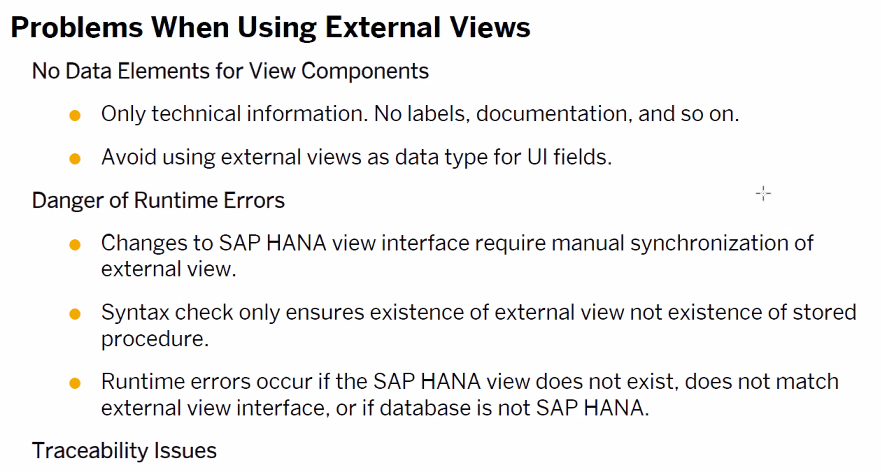 Problems When Using External Views
No Data Elements for View Components
Only technical information. No labels, documentation, and so on.
Avoid using external views as data type for UI fields.
Danger of Runtime Errors
Changes to SAP HANA view interface require manual synchronization of
external view.
Syntax check only ensures existence of external view not existence of stored
procedure.
Runtime errors occur if the SAP HANA view does not exist, does not match
external view interface, or if database is not SAP HANA.
Traceability Issues